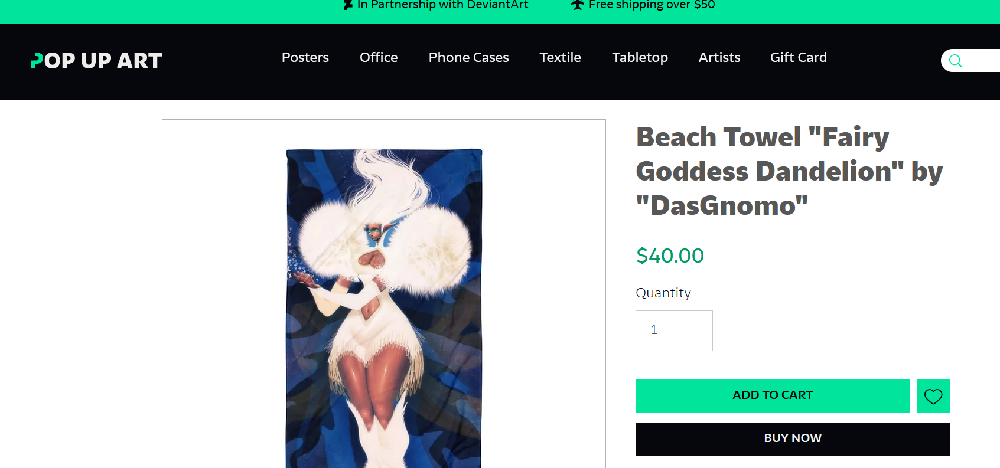 In Partnership with DeviantArt
Free shipping over $50
POP UP ART
Posters
Office
Phone Cases
Textile
Tabletop
Artists
Gift Card
Beach Towel "Fairy
Goddess Dandelion" by
"DasGnomo"
$40.00
Quantity
1
ADD TO CART
BUY NOW